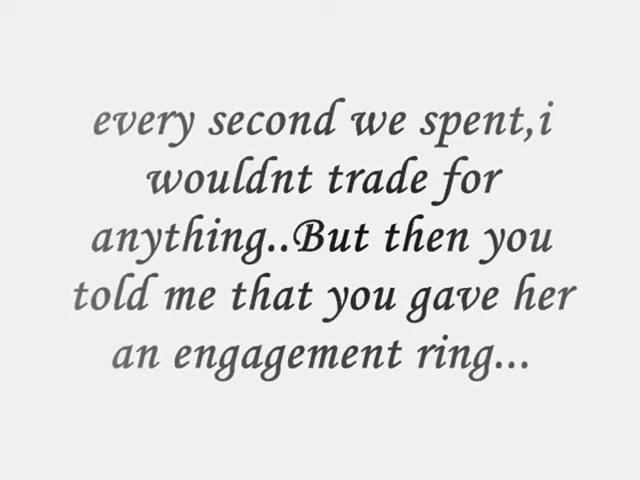 every second we spent,i
wouldnt trade for
anything..But then you
told me that you gave her
an engagement ring...